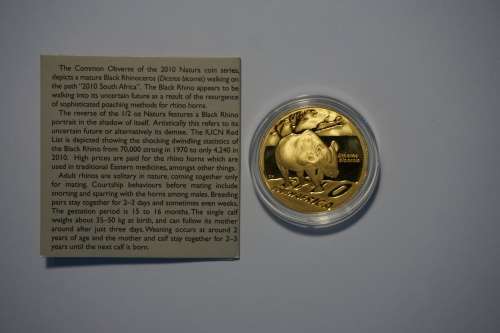 The Common Obverse of the 2010 Natura coin series,
depicts a mature Black Rhinoceros (Diceros bicornis) walking on
the path "2010 South Africa". The Black Rhino appears to be
walking into its uncertain future as a result of the resurgence
of sophisticated poaching methods for rhino horns.
The reverse of the 1/2 oz Natura features a Black Rhino
portrait in the shadow of itself. Artistically this refers to its
uncertain future or alternatively its demise. The IUCN Red
List is depicted showing the shocking dwindling statistics of
the Black Rhino from 70,000 strong in 1970 to only 4,240 in
2010. High prices are paid for the rhino horns which are
used in traditional Eastern medicines, amongst other things.
Adult rhinos are solitary in nature, coming together only
for mating. Courtship behaviours before mating include
snorting and sparring with the horns among males. Breeding
pairs stay together for 2–3 days and sometimes even weeks.
The gestation period is 15 to 16 months. The single calf
weighs about 35–50 kg at birth, and can follow its mother
around after just three days. Weaning occurs at around 2
years of age and the mother and calf stay together for 2–3
years until the next calf is born.
Diceros
bicornis
2010